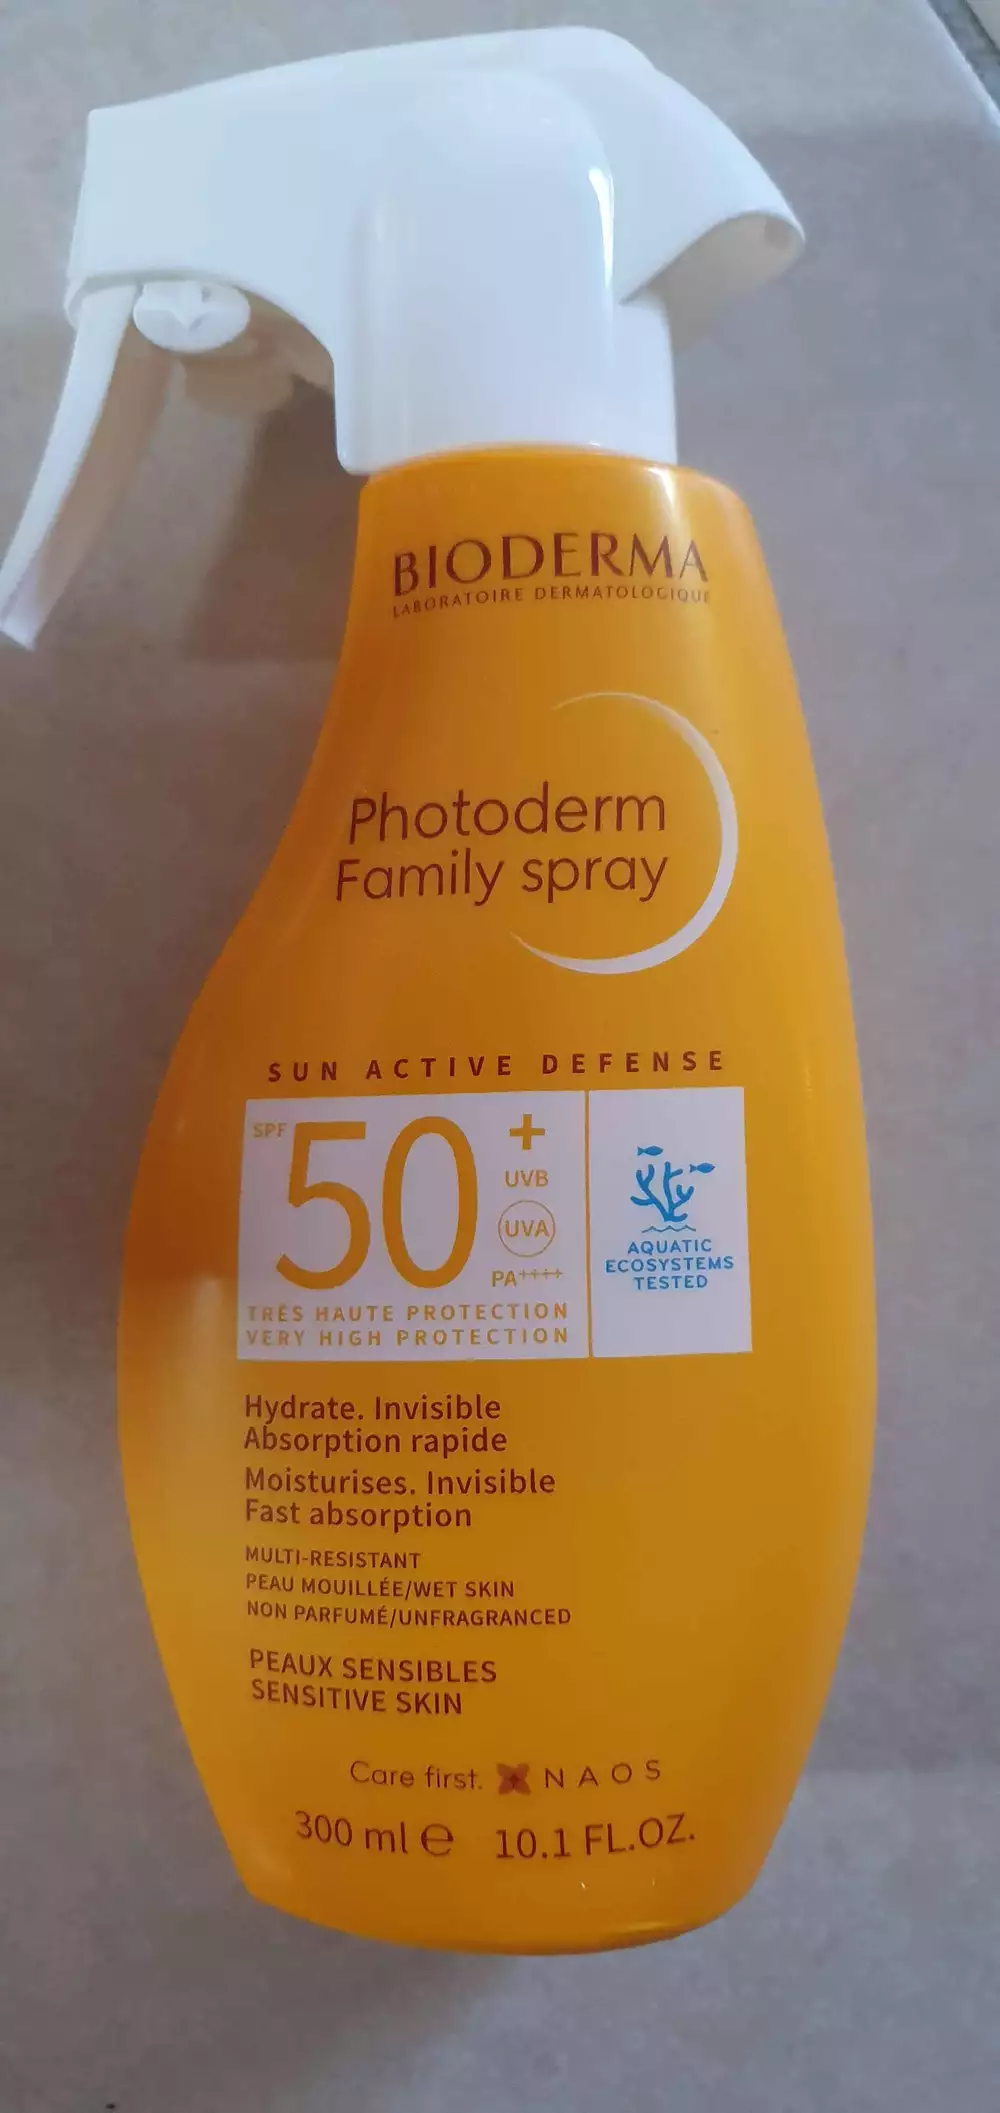 BIODERMA
LABORATOIRE DERMATOLOGIQUE
Photoderm
Family spray
SUN ACTIVE DEFENSE
SPF 50+
UVB
UVA
PA++++
TRÈS HAUTE PROTECTION
VERY HIGH PROTECTION
AQUATIC
ECOSYSTEMS
TESTED
Hydrate. Invisible
Absorption rapide
Moisturises. Invisible
Fast absorption
MULTI-RESISTANT
PEAU MOUILLÉE/WET SKIN
NON PARFUMÉ/UNFRAGRANCED
PEAUX SENSIBLES
SENSITIVE SKIN
Care first. NAOS
300 ml ℮ 10.1 FL.OZ.